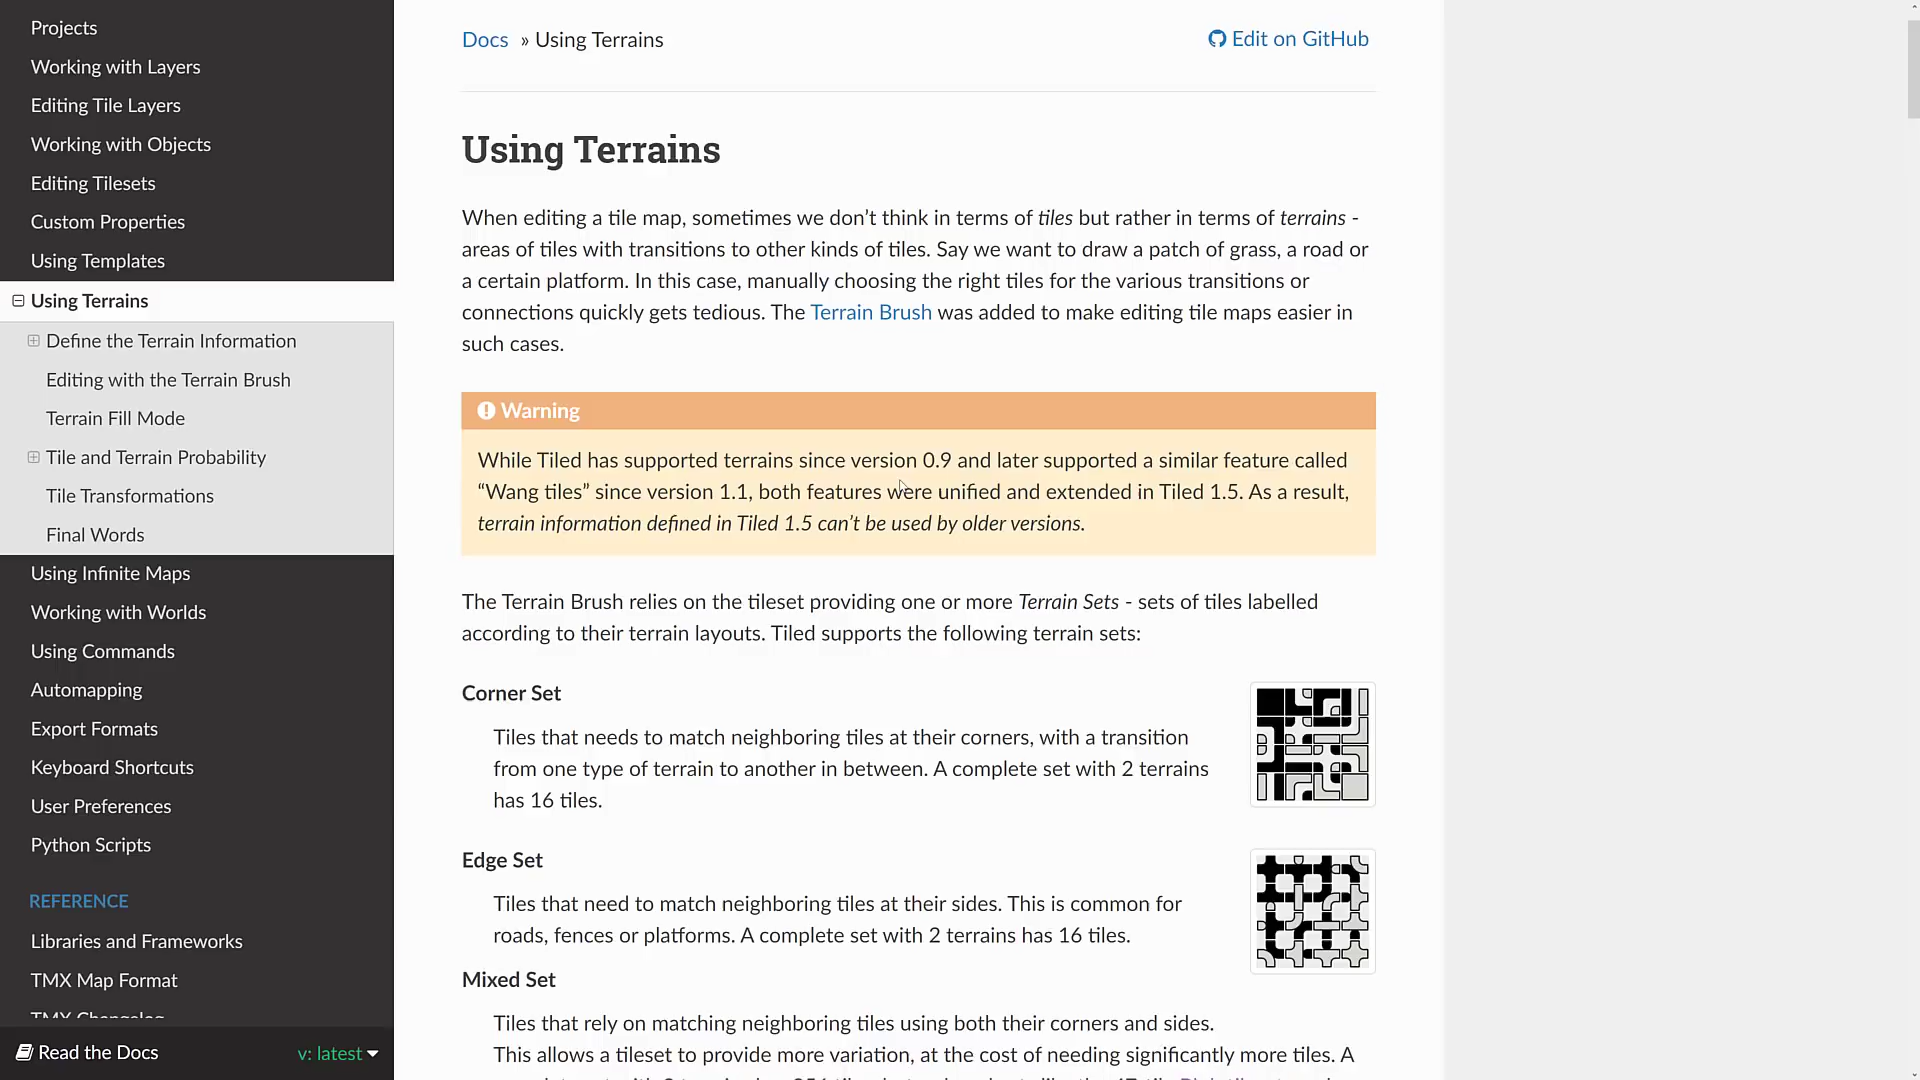 Projects
Working with Layers
Editing Tile Layers
Working with Objects
Editing Tilesets
Custom Properties
Using Templates
Using Terrains
Define the Terrain Information
Editing with the Terrain Brush
Terrain Fill Mode
Tile and Terrain Probability
Tile Transformations
Final Words
Using Infinite Maps
Working with Worlds
Using Commands
Automapping
Export Formats
Keyboard Shortcuts
User Preferences
Python Scripts
REFERENCE
Libraries and Frameworks
TMX Map Format
TMX Changelog
Read the Docs
v: latest
Docs » Using Terrains
Edit on GitHub
Using Terrains
When editing a tile map, sometimes we don’t think in terms of tiles but rather in terms of terrains -
areas of tiles with transitions to other kinds of tiles. Say we want to draw a patch of grass, a road or
a certain platform. In this case, manually choosing the right tiles for the various transitions or
connections quickly gets tedious. The Terrain Brush was added to make editing tile maps easier in
such cases.
Warning
While Tiled has supported terrains since version 0.9 and later supported a similar feature called
“Wang tiles” since version 1.1, both features were unified and extended in Tiled 1.5. As a result,
terrain information defined in Tiled 1.5 can’t be used by older versions.
The Terrain Brush relies on the tileset providing one or more Terrain Sets - sets of tiles labelled
according to their terrain layouts. Tiled supports the following terrain sets:
Corner Set
Tiles that needs to match neighboring tiles at their corners, with a transition
from one type of terrain to another in between. A complete set with 2 terrains
has 16 tiles.
Edge Set
Tiles that need to match neighboring tiles at their sides. This is common for
roads, fences or platforms. A complete set with 2 terrains has 16 tiles.
Mixed Set
Tiles that rely on matching neighboring tiles using both their corners and sides.
This allows a tileset to provide more variation, at the cost of needing significantly more tiles. A